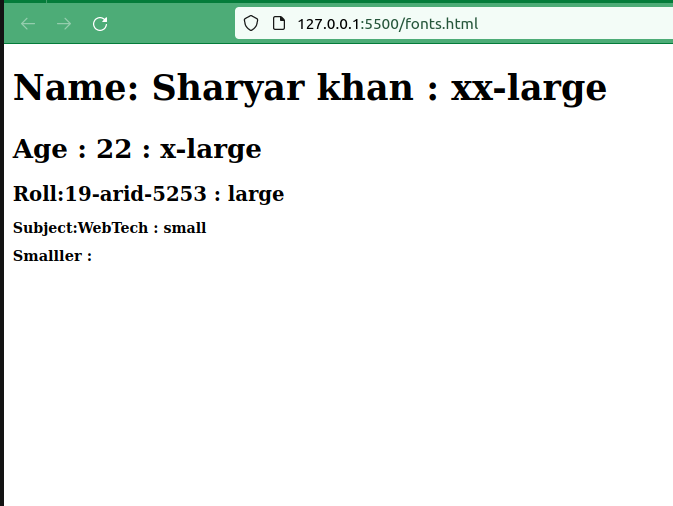 127.0.0.1:5500/fonts.html
Name: Sharyar khan : xx-large
Age : 22 : x-large
Roll:19-arid-5253 : large
Subject:WebTech : small
Smalller :